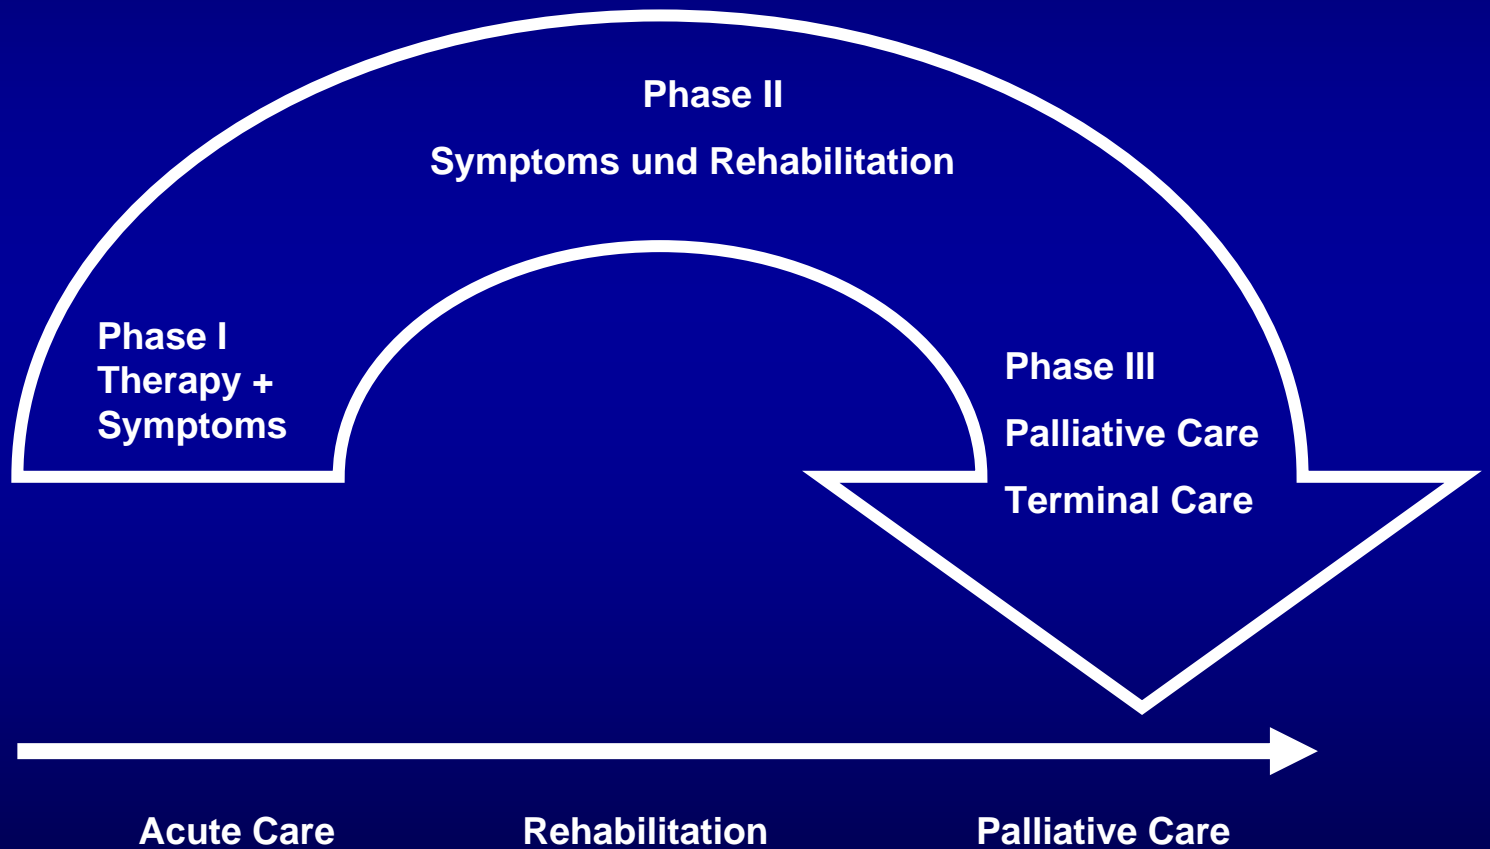 Phase II
Symptoms und Rehabilitation
Phase I
Therapy +
Symptoms
Phase III
Palliative Care
Terminal Care
Acute Care
Rehabilitation
Palliative Care